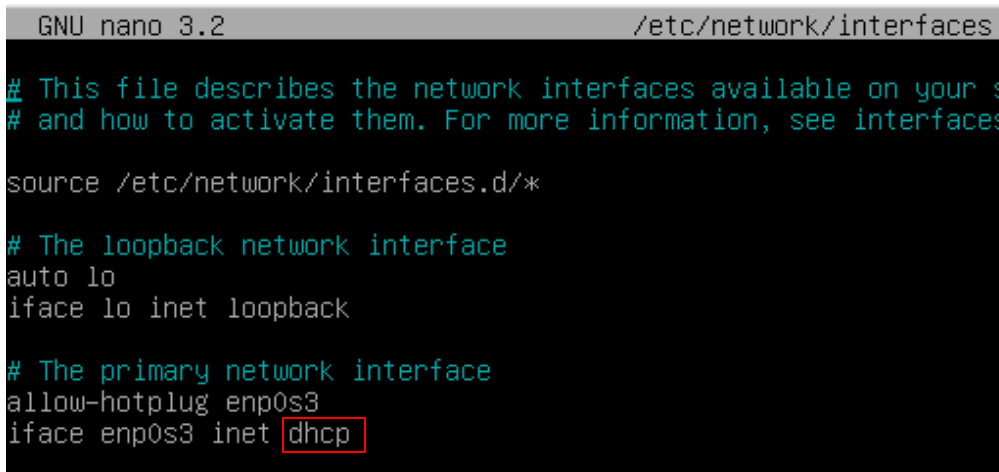 GNU nano 3.2 /etc/network/interfaces
# This file describes the network interfaces available on your
# and how to activate them. For more information, see interfaces
source /etc/network/interfaces.d/*
# The loopback network interface
auto lo
iface lo inet loopback
# The primary network interface
allow-hotplug enp0s3
iface enp0s3 inet dhcp